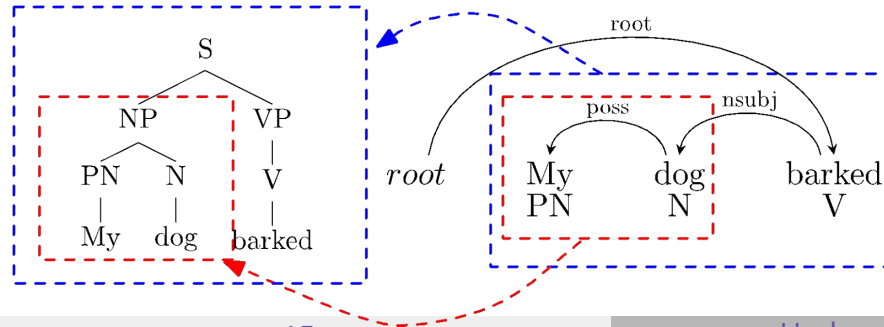 S
NP VP
PN N V
My dog barked
root
poss nsubj
root My dog barked
PN N V